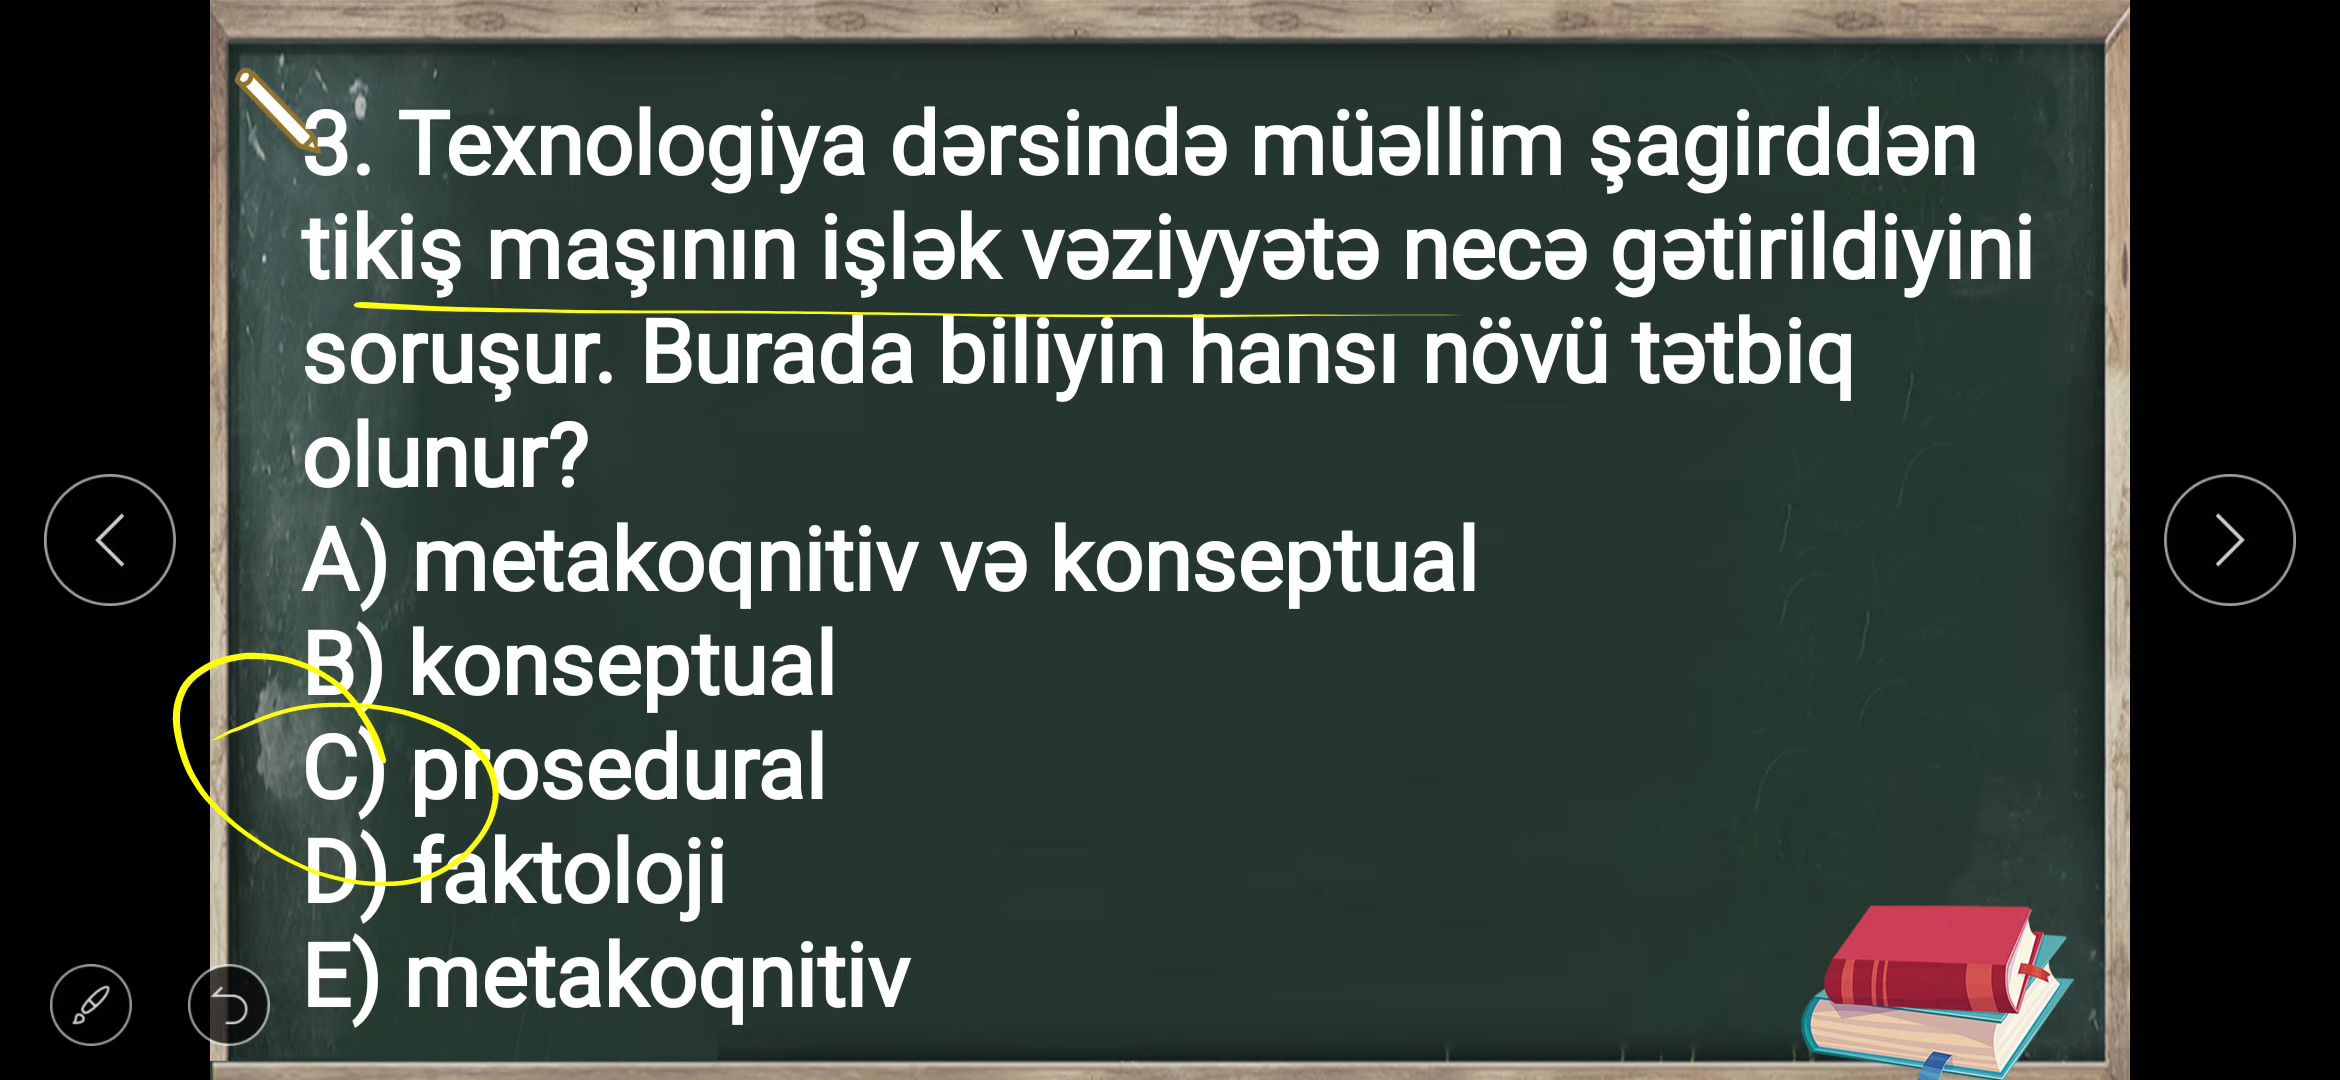 3. Texnologiya dərsində müəllim şagirddən
tikiş maşının işlək vəziyyətə necə gətirildiyini
soruşur. Burada biliyin hansı növü tətbiq
olunur?
A) metakoqnitiv və konseptual
B) konseptual
C) prosedural
D) faktoloji
E) metakoqnitiv